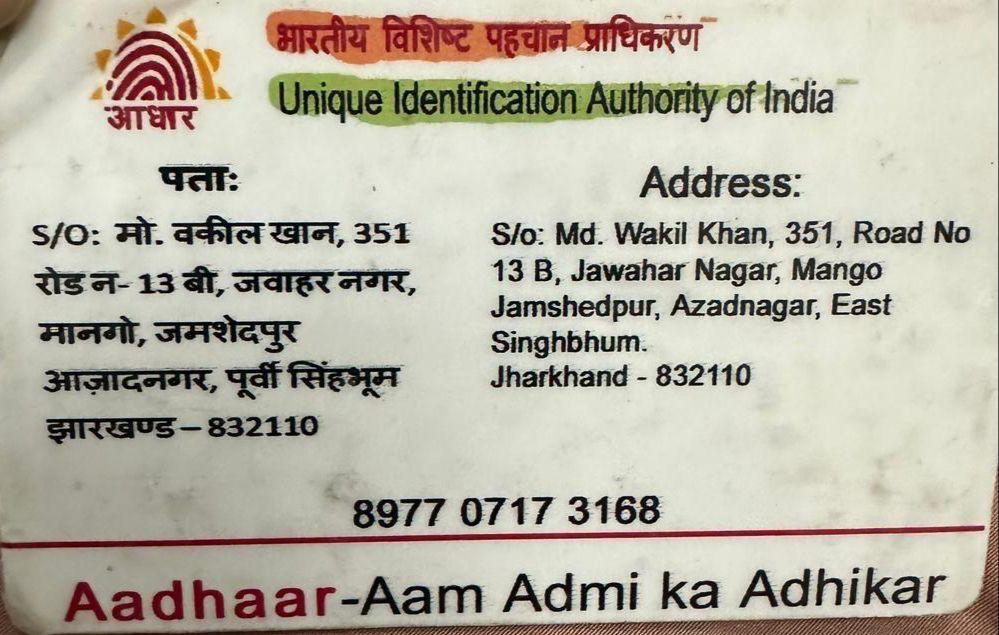 आधार
भारतीय विशिष्ट पहचान प्राधिकरण
Unique Identification Authority of India
पता:
S/O: मो. वकील खान, 351
रोड न- 13 बी, जवाहर नगर,
मानगो, जमशेदपुर
आज़ादनगर, पूर्वी सिंहभूम
झारखण्ड – 832110
Address:
S/o: Md. Wakil Khan, 351, Road No
13 B, Jawahar Nagar, Mango
Jamshedpur, Azadnagar, East
Singhbhum.
Jharkhand - 832110
8977 0717 3168
Aadhaar-Aam Admi ka Adhikar